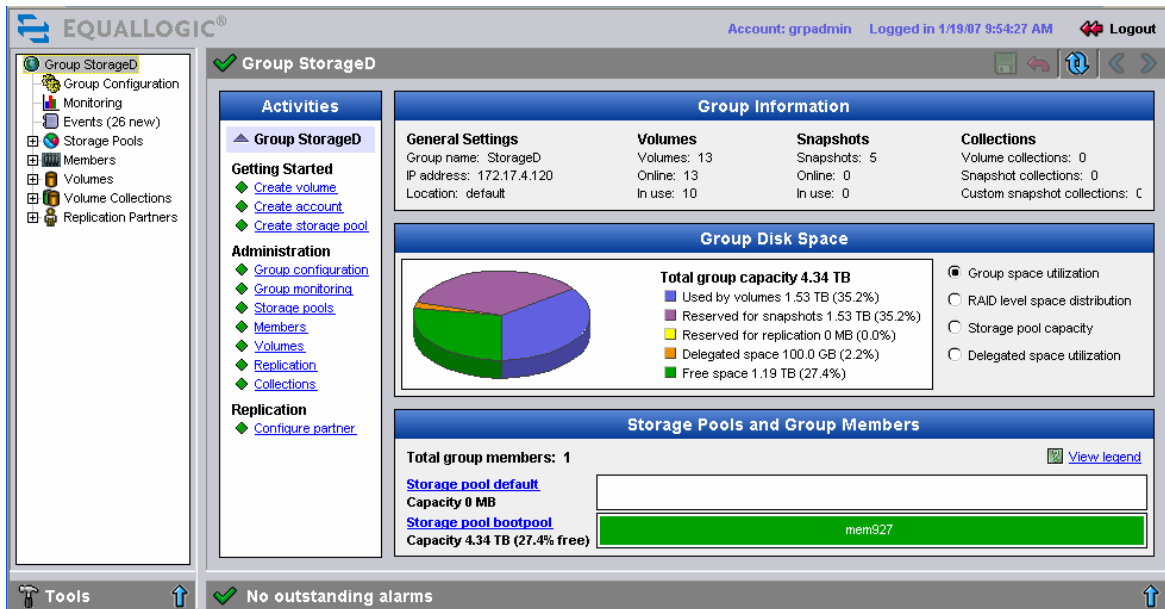 EQUALLOGIC®
Account: grpadmin Logged in 1/19/07 9:54:27 AM Logout
Group StorageD
Group Configuration
Monitoring
Events (26 new)
Storage Pools
Members
Volumes
Volume Collections
Replication Partners
Tools
Group StorageD
Activities
Group StorageD
Getting Started
Create volume
Create account
Create storage pool
Administration
Group configuration
Group monitoring
Storage pools
Members
Volumes
Replication
Collections
Replication
Configure partner
Group Information
General Settings
Group name: StorageD
IP address: 172.17.4.120
Location: default
Volumes
Volumes: 13
Online: 13
In use: 10
Snapshots
Snapshots: 5
Online: 0
In use: 0
Collections
Volume collections: 0
Snapshot collections: 0
Custom snapshot collections:
Group Disk Space
Total group capacity 4.34 TB
Used by volumes 1.53 TB (35.2%)
Reserved for snapshots 1.53 TB (35.2%)
Reserved for replication 0 MB (0.0%)
Delegated space 100.0 GB (2.2%)
Free space 1.19 TB (27.4%)
Group space utilization
RAID level space distribution
Storage pool capacity
Delegated space utilization
Storage Pools and Group Members
Total group members: 1
View legend
Storage pool default
Capacity 0 MB
Storage pool bootpool
Capacity 4.34 TB (27.4% free)
mem927
No outstanding alarms